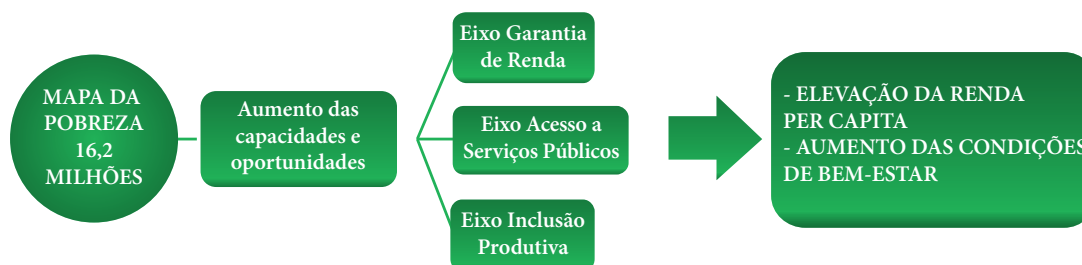 MAPA DA
POBREZA
16,2
MILHÕES
Aumento das
capacidades e
oportunidades
Eixo Garantia
de Renda
Eixo Acesso a
Serviços Públicos
Eixo Inclusão
Produtiva
- ELEVAÇÃO DA RENDA
PER CAPITA
- AUMENTO DAS CONDIÇÕES
DE BEM-ESTAR